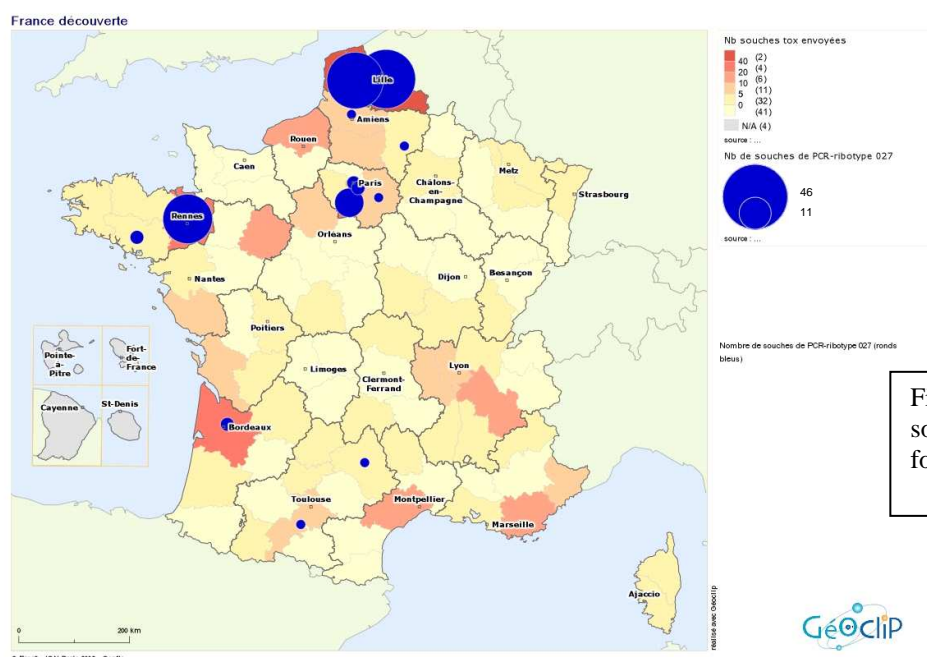 France découverte
Lille
Amiens
Rouen
Caen
Paris
Châlons-
en-
Champagne
Metz
Strasbourg
Rennes
Orléans
Nantes
Dijon
Besançon
Poitiers
Limoges
Clermont-
Ferrand
Lyon
Bordeaux
Toulouse
Montpellier
Marseille
Ajaccio
Pointe-
à-
Pitre
Fort-
de-
France
Cayenne
St-Denis
0
200 km
réalisé avec Géoclip
Nb souches tox envoyées
40 (2)
20 (4)
10 (6)
5 (11)
0 (32)
(41)
N/A (4)
source : ...
Nb de souches de PCR-ribotype 027
46
11
source : ...
Nombre de souches de PCR-ribotype 027 (ronds
bleus)
GéOCliP